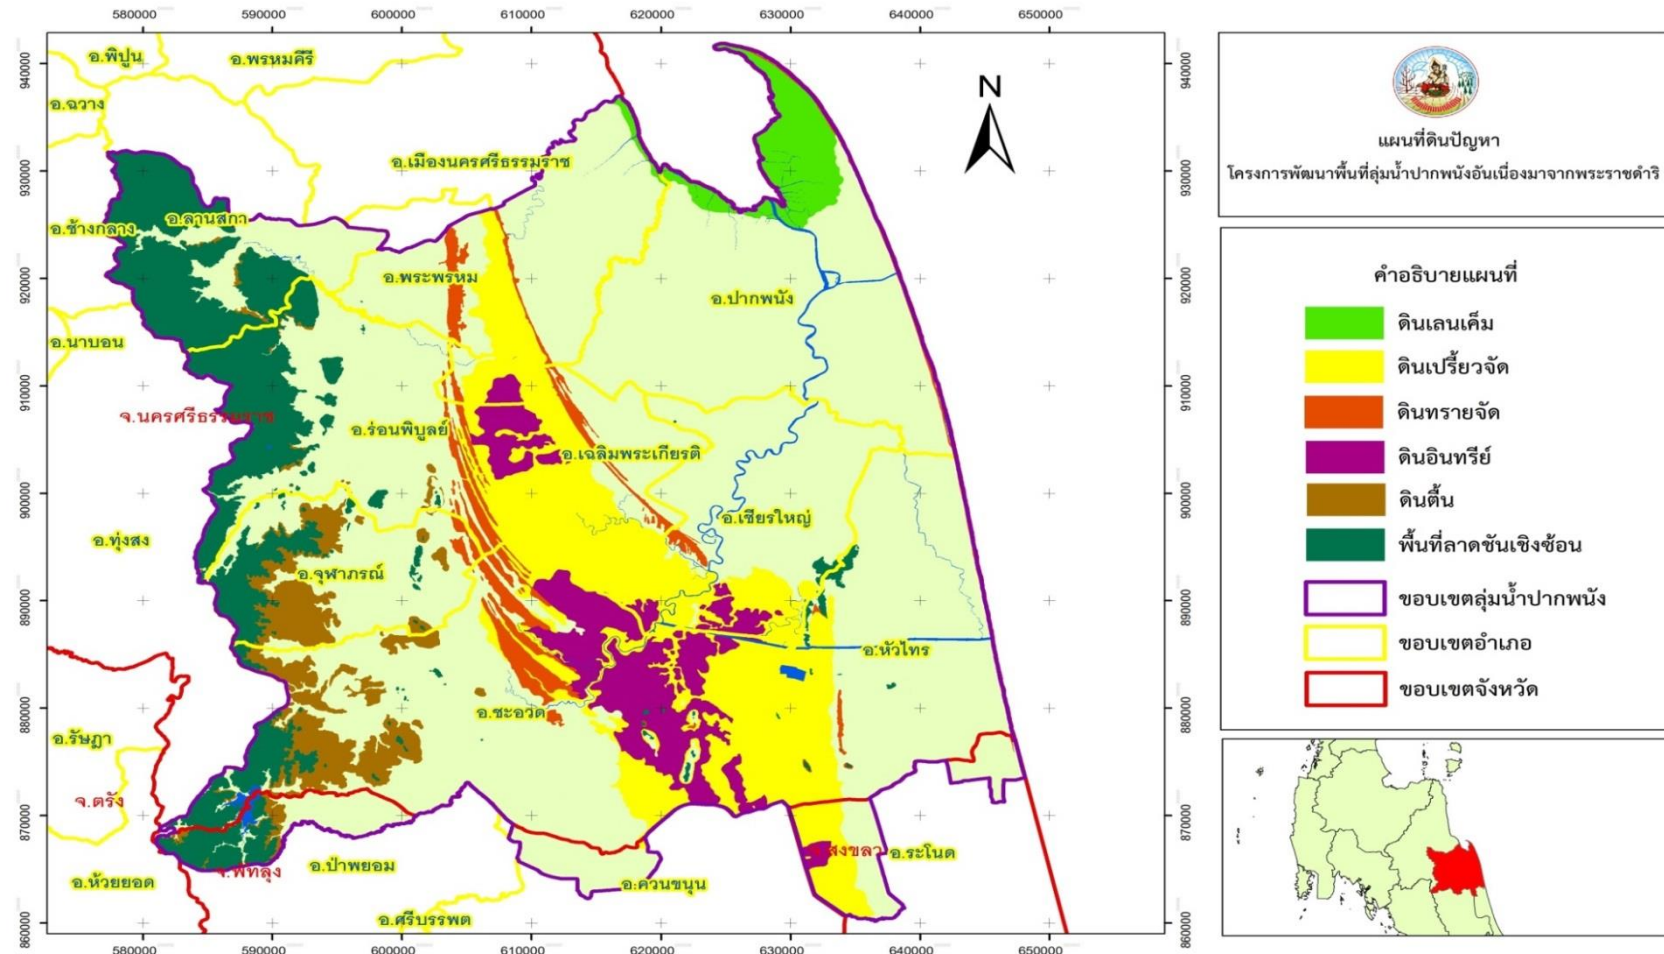 580000 590000 600000 610000 620000 630000 640000 650000
940000 930000 920000 910000 900000 890000 880000 870000 860000
อ.พิปูน
อ.พรหมคีรี
อ.ฉวาง
อ.เมืองนครศรีธรรมราช
อ.ช้างกลาง
อ.ลานสกา
อ.พระพรหม
อ.ปากพนัง
อ.นาบอน
จ.นครศรีธรรมราช
อ.ร่อนพิบูลย์
อ.เฉลิมพระเกียรติ
อ.ทุ่งสง
อ.เชียรใหญ่
อ.จุฬาภรณ์
อ.หัวไทร
อ.ชะอวด
อ.รัษฎา
จ.ตรัง
จ.พัทลุง
อ.ป่าพยอม
สงขลา
อ.ระโนด
อ.ห้วยยอด
อ.ควนขนุน
อ.ศรีบรรพต
N
940000 930000 920000 910000 900000 890000 880000 870000 860000
580000 590000 600000 610000 620000 630000 640000 650000
แผนที่ดินปัญหา
โครงการพัฒนาพื้นที่ลุ่มน้ำปากพนังอันเนื่องมาจากพระราชดำริ
คำอธิบายแผนที่
ดินเลนเค็ม
ดินเปรี้ยวจัด
ดินทรายจัด
ดินอินทรีย์
ดินตื้น
พื้นที่ลาดชันเชิงซ้อน
ขอบเขตลุ่มน้ำปากพนัง
ขอบเขตอำเภอ
ขอบเขตจังหวัด